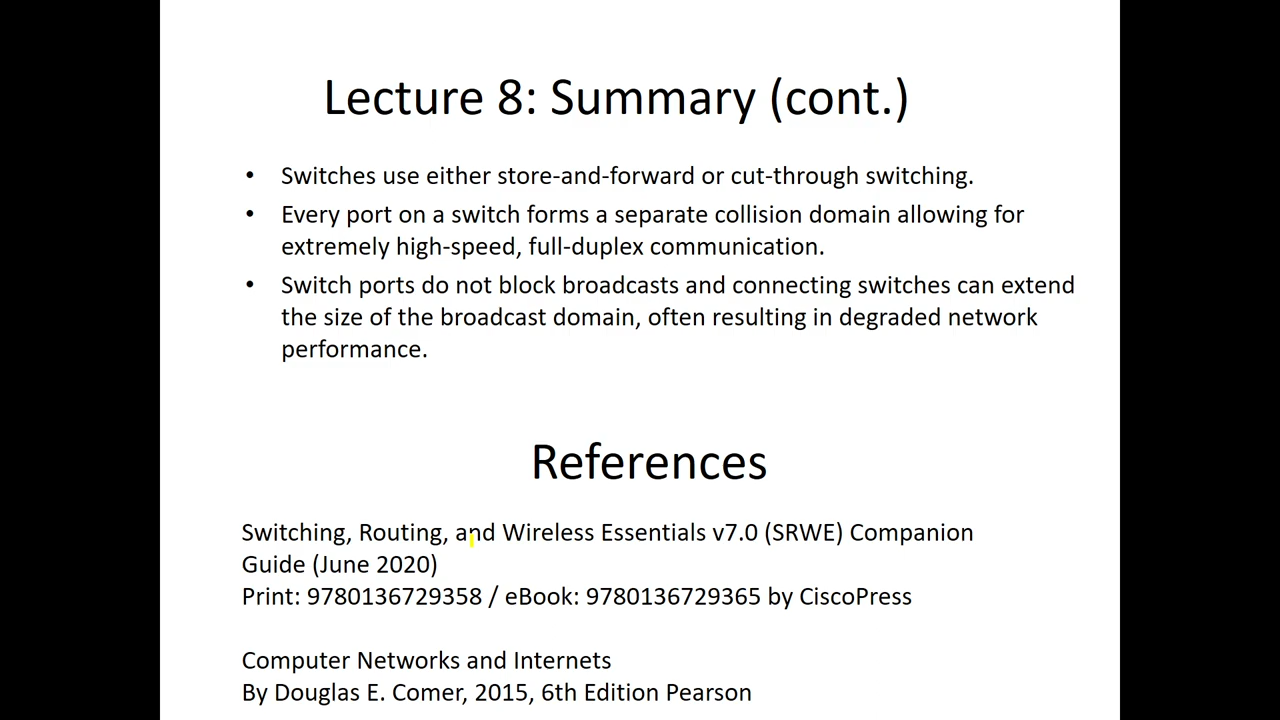 Lecture 8: Summary (cont.)
• Switches use either store-and-forward or cut-through switching.
• Every port on a switch forms a separate collision domain allowing for
extremely high-speed, full-duplex communication.
• Switch ports do not block broadcasts and connecting switches can extend
the size of the broadcast domain, often resulting in degraded network
performance.
References
Switching, Routing, and Wireless Essentials v7.0 (SRWE) Companion
Guide (June 2020)
Print: 9780136729358 / eBook: 9780136729365 by CiscoPress
Computer Networks and Internets
By Douglas E. Comer, 2015, 6th Edition Pearson